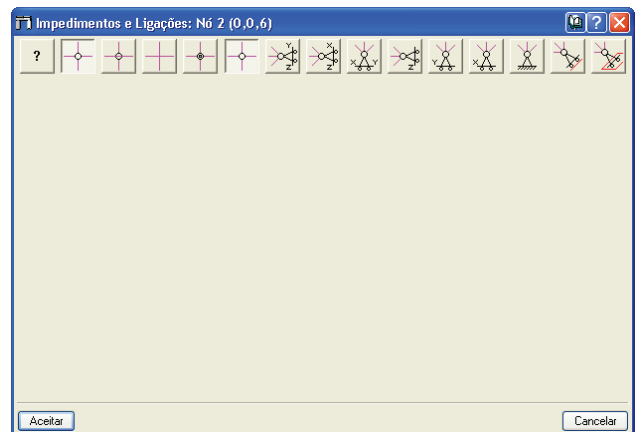 Impedimentos e Ligações: Nó 2 (0,0,6)
? Y Z X Z X Y Z Y X
Aceitar Cancelar